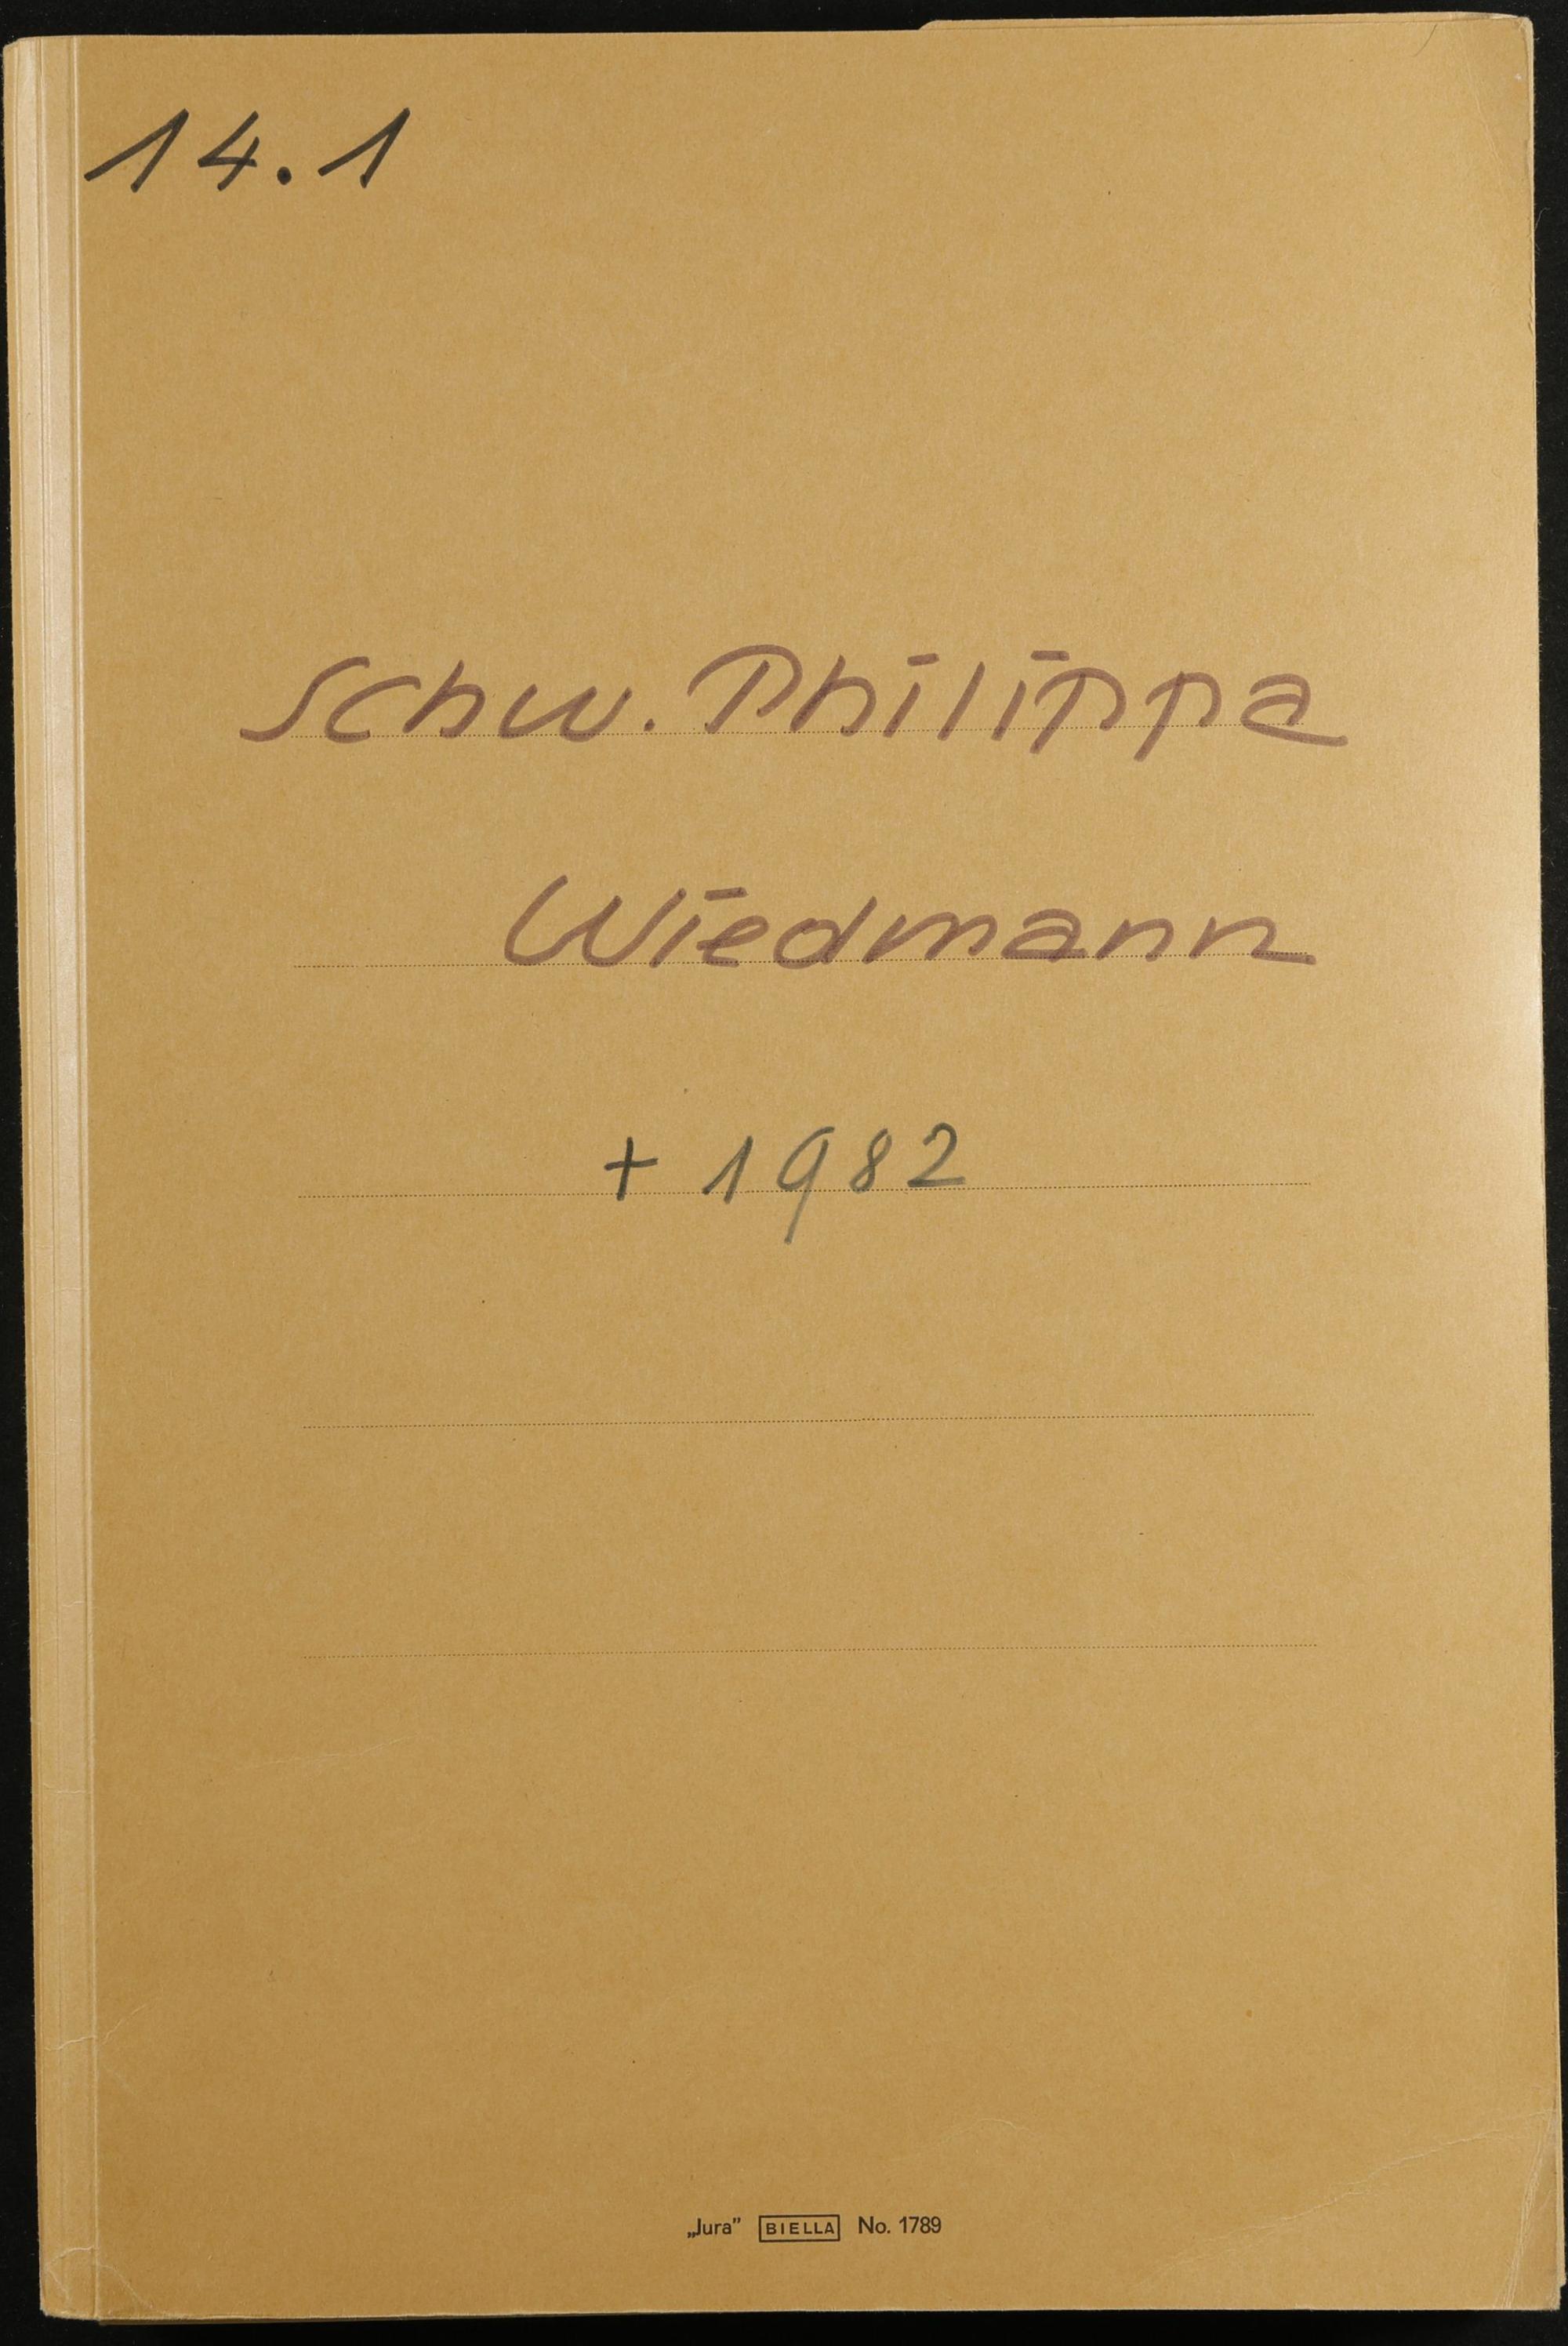 14.1
Schw. Philippa
Wiedmann
+ 1982
„Jura” BIELLA No. 1789